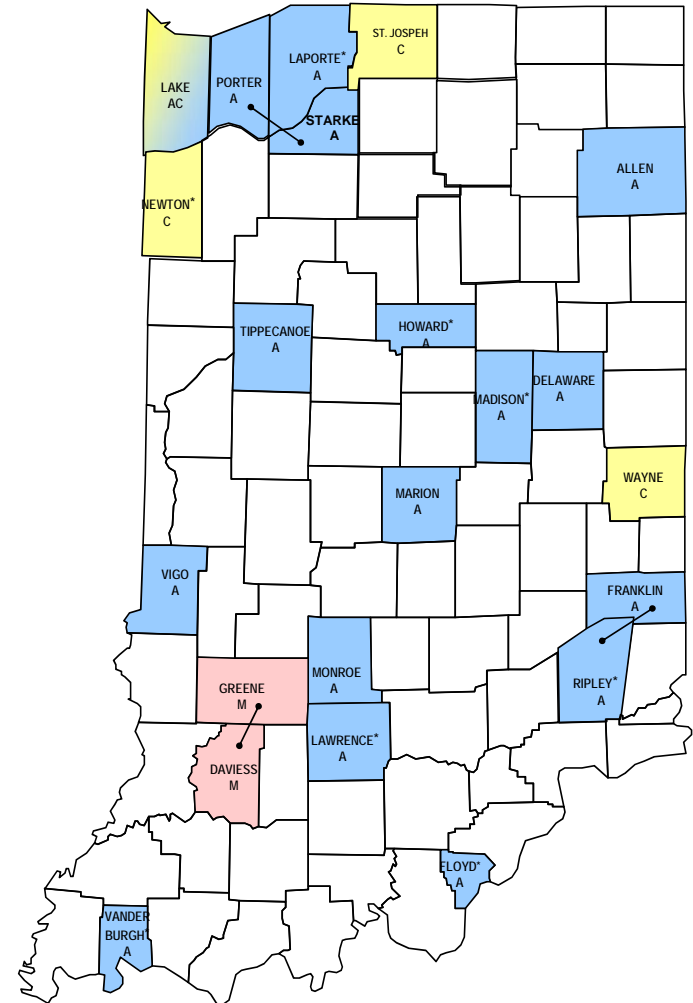 ST. JOSPEH
C
LAPORTE*
A
PORTER
A
LAKE
AC
STARKE
A
ALLEN
A
NEWTON*
C
TIPPECANOE
A
HOWARD*
A
MADISON*
A
DELAWARE
A
WAYNE
C
MARION
A
VIGO
A
FRANKLIN
A
MONROE
A
RIPLEY*
A
GREENE
M
LAWRENCE*
A
DAVIESS
M
FLOYD*
A
VANDER
BURGH*
A